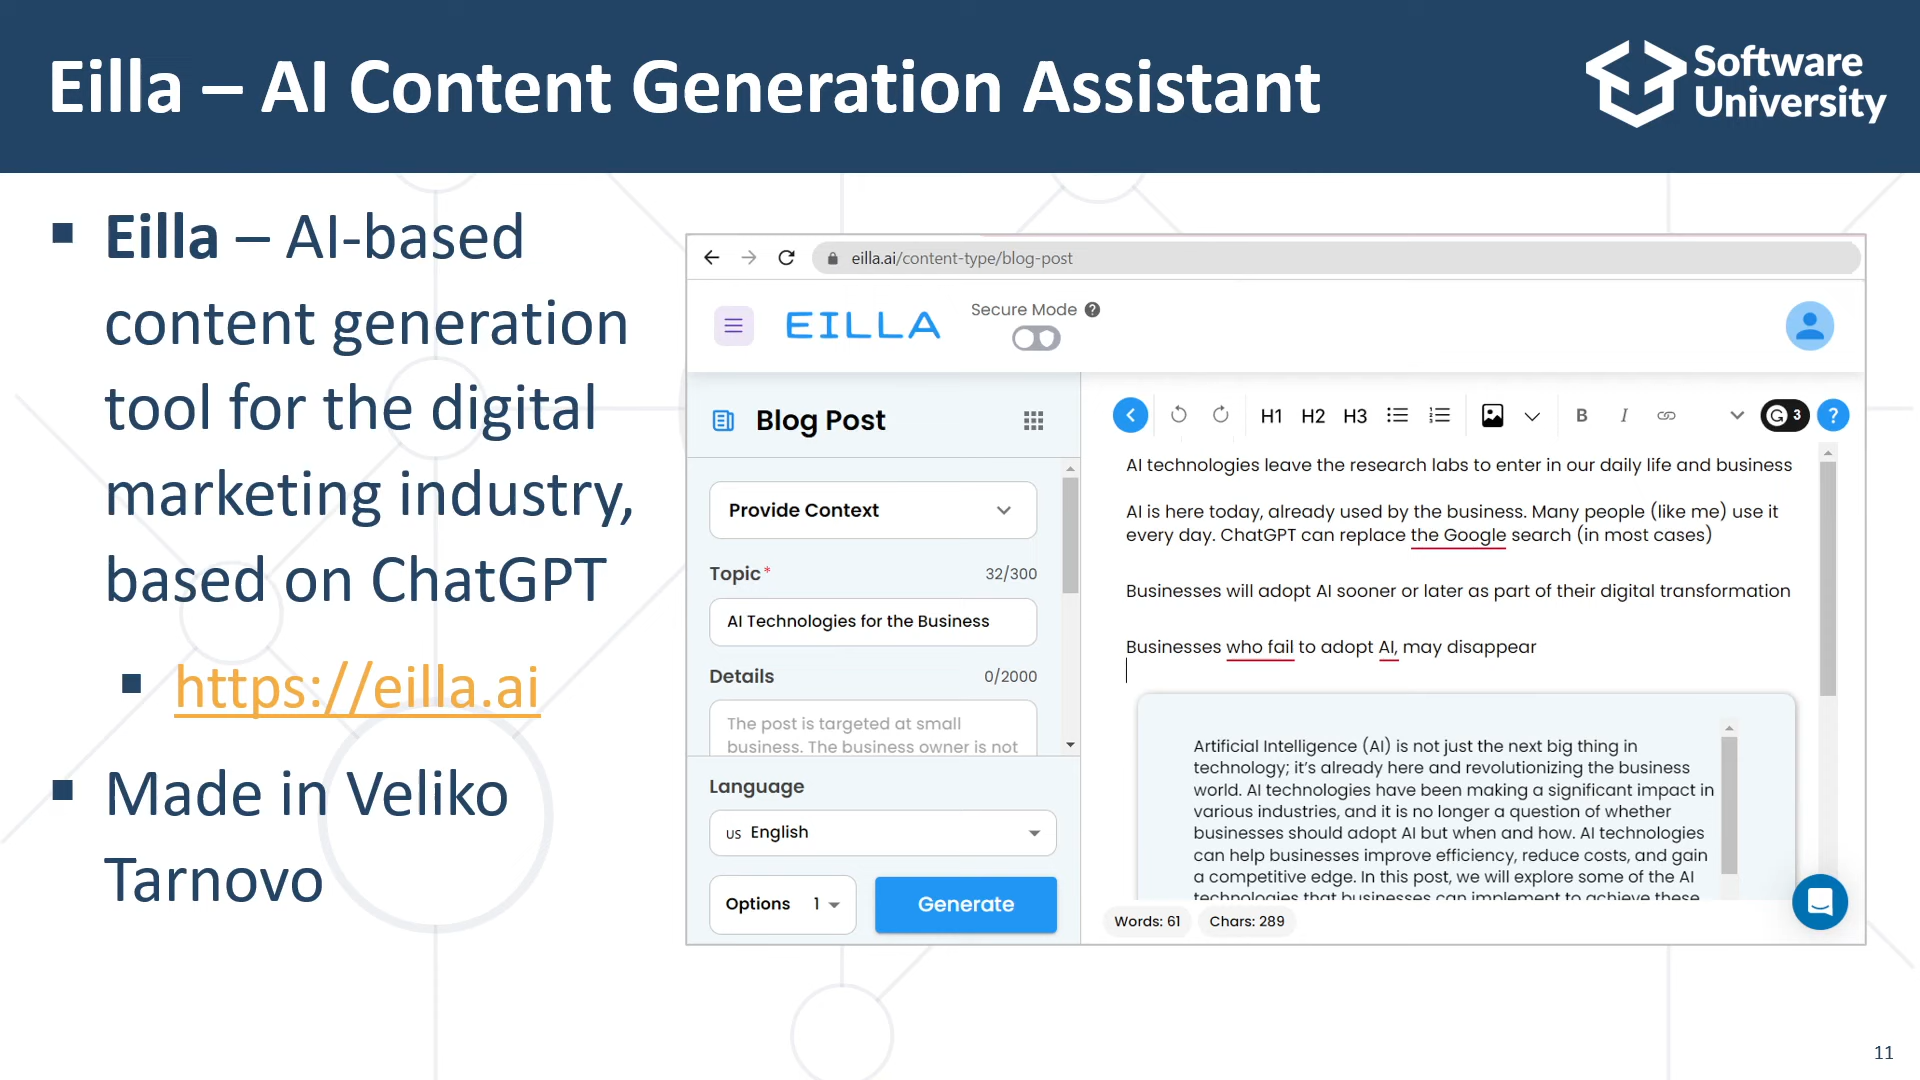 Eilla – AI Content Generation Assistant
Software
University
▪ Eilla – AI-based
content generation
tool for the digital
marketing industry,
based on ChatGPT
▪ https://eilla.ai
▪ Made in Veliko
Tarnovo
eilla.ai/content-type/blog-post
EILLA
Secure Mode ?
Blog Post
Provide Context
Topic* 32/300
AI Technologies for the Business
Details 0/2000
The post is targeted at small
business. The business owner is not
Language
US English
Options 1
Generate
H1 H2 H3 B I G 3 ?
AI technologies leave the research labs to enter in our daily life and business
AI is here today, already used by the business. Many people (like me) use it
every day. ChatGPT can replace the Google search (in most cases)
Businesses will adopt AI sooner or later as part of their digital transformation
Businesses who fail to adopt AI, may disappear
Artificial Intelligence (AI) is not just the next big thing in
technology; it's already here and revolutionizing the business
world. AI technologies have been making a significant impact in
various industries, and it is no longer a question of whether
businesses should adopt AI but when and how. AI technologies
can help businesses improve efficiency, reduce costs, and gain
a competitive edge. In this post, we will explore some of the AI
technologies that businesses can implement to achieve these
Words: 61 Chars: 289
11